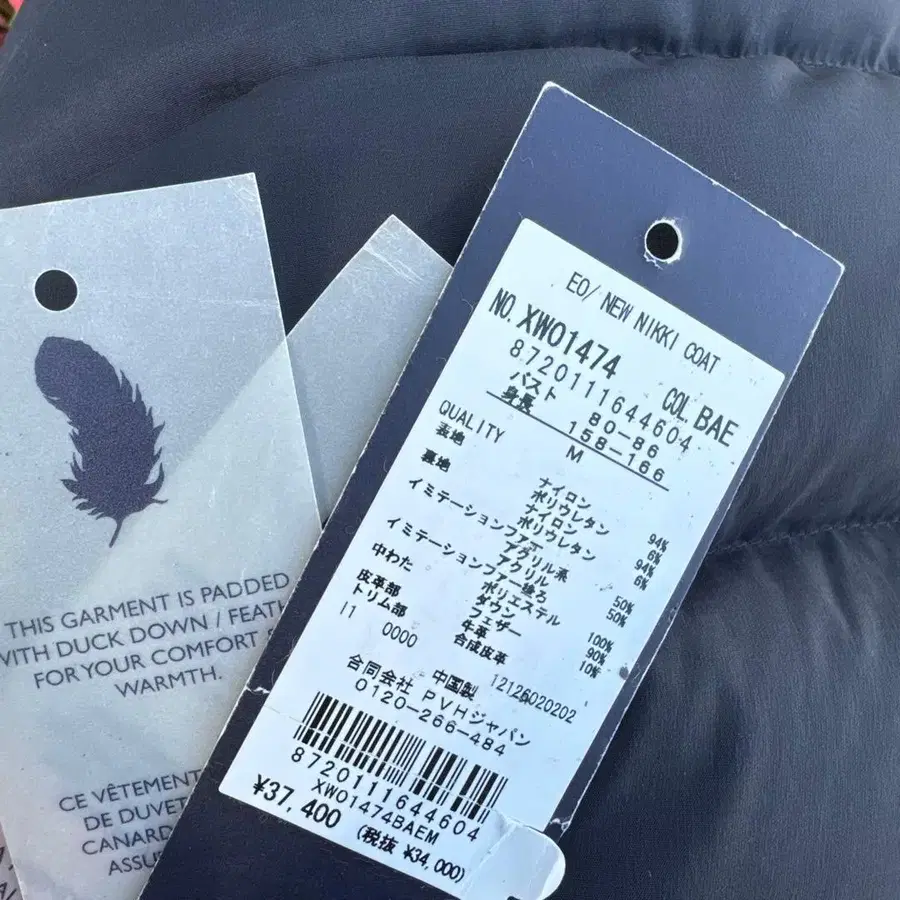 THIS GARMENT IS PADDED
WITH DUCK DOWN /
FOR YOUR COMFORT
WARMTH.
CE VÊTEMENT
DE DUVET
CANARD
EO/ NEW NIKKI COAT
NO. XW01474 COL. BAE
8720111644604
バスト 80-86
身長 158-166
M
QUALITY
表地 ナイロン 94%
ポリウレタン 6%
裏地 ナイロン 94%
ポリウレタン 6%
イミテーションファー
アクリル系 50%
アクリル 50%
イミテーションファー後ろ
ポリエステル 100%
中わた ダウン 90%
フェザー 10%
皮革部 牛革
トリム部 合成皮革
I1 0000
中国製 12126020202
合同会社 PVHジャパン
0120-266-484
8720111644604
XW01474BAEM
¥37,400 (税抜 ¥34,000)